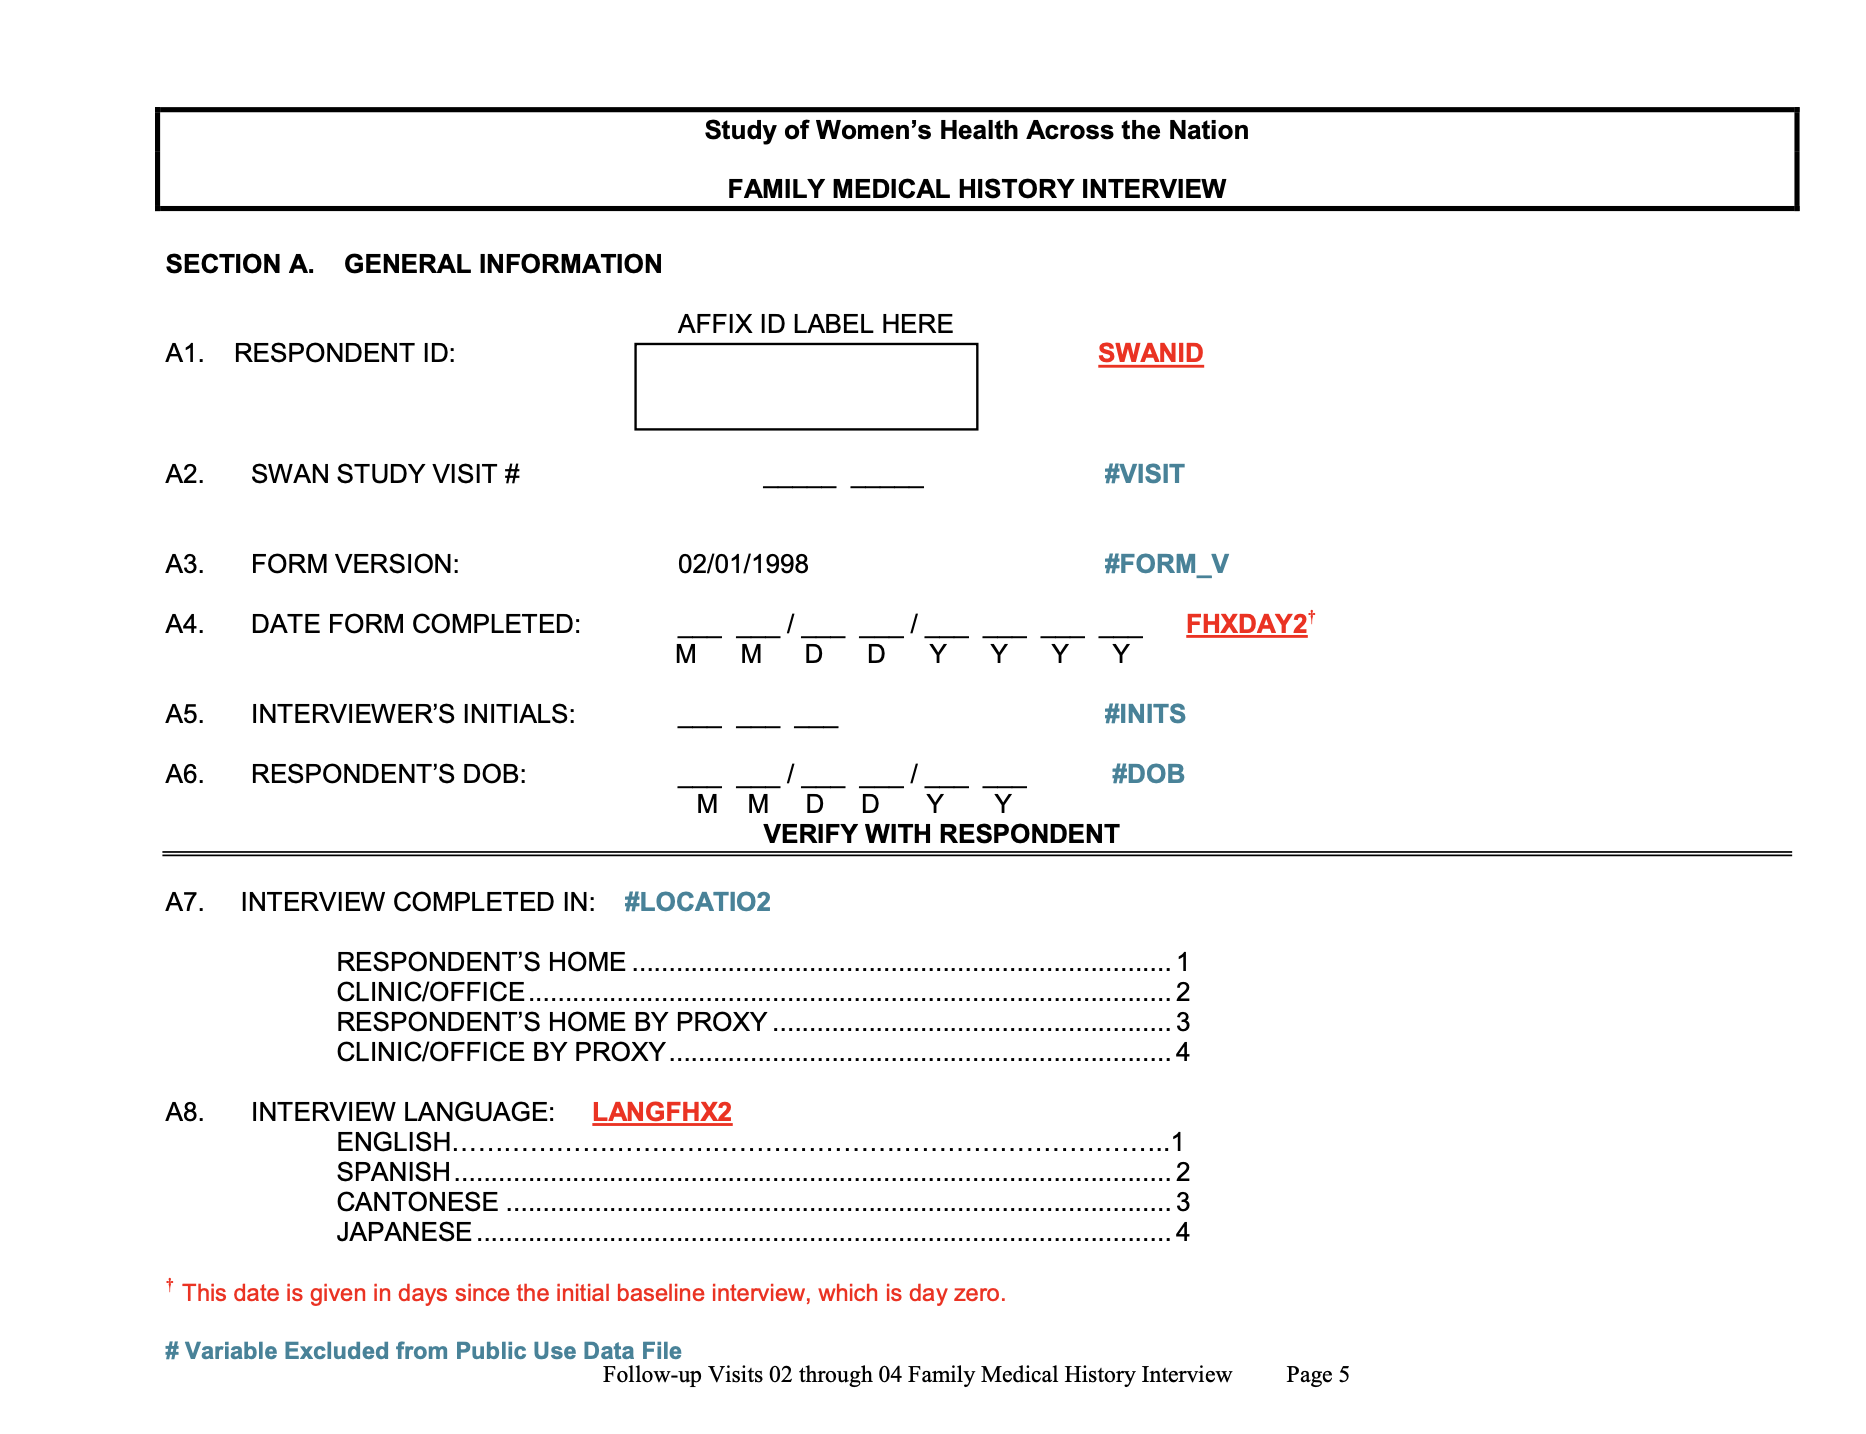 Study of Women’s Health Across the Nation
FAMILY MEDICAL HISTORY INTERVIEW
SECTION A. GENERAL INFORMATION
AFFIX ID LABEL HERE
A1. RESPONDENT ID: SWANID
A2. SWAN STUDY VISIT # _____ _____ #VISIT
A3. FORM VERSION: 02/01/1998 #FORM_V
A4. DATE FORM COMPLETED: ___ ___ / ___ ___ / ___ ___ ___ ___ FHXDAY2†
M M D D Y Y Y Y
A5. INTERVIEWER’S INITIALS: ___ ___ ___ #INITS
A6. RESPONDENT’S DOB: ___ ___ / ___ ___ / ___ ___ #DOB
M M D D Y Y
VERIFY WITH RESPONDENT
A7. INTERVIEW COMPLETED IN: #LOCATIO2
RESPONDENT’S HOME ........................................................................ 1
CLINIC/OFFICE ........................................................................ 2
RESPONDENT’S HOME BY PROXY ........................................................................ 3
CLINIC/OFFICE BY PROXY ........................................................................ 4
A8. INTERVIEW LANGUAGE: LANGFHX2
ENGLISH ........................................................................ 1
SPANISH ........................................................................ 2
CANTONESE ........................................................................ 3
JAPANESE ........................................................................ 4
† This date is given in days since the initial baseline interview, which is day zero.
# Variable Excluded from Public Use Data File
Follow-up Visits 02 through 04 Family Medical History Interview Page 5